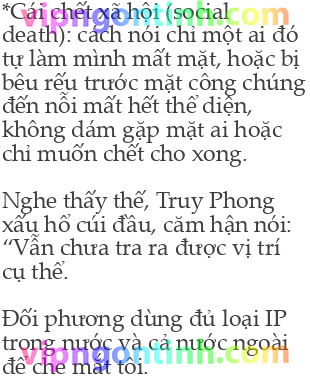 *Cái chết xã hội (social
death): cách nói chỉ một ai đó
tự làm mình mất mặt, hoặc bị
bêu rếu trước mặt công chúng
đến nỗi mất hết thể diện,
không dám gặp mặt ai hoặc
chỉ muốn chết cho xong.
Nghe thấy thế, Truy Phong
xấu hổ cúi đầu, căm hận nói:
“Vẫn chưa tra ra được vị trí
cụ thể.
Đối phương dùng đủ loại IP
trong nước và cả nước ngoài
để che mắt tôi.
vipngontinh.com
vipngontinh.com